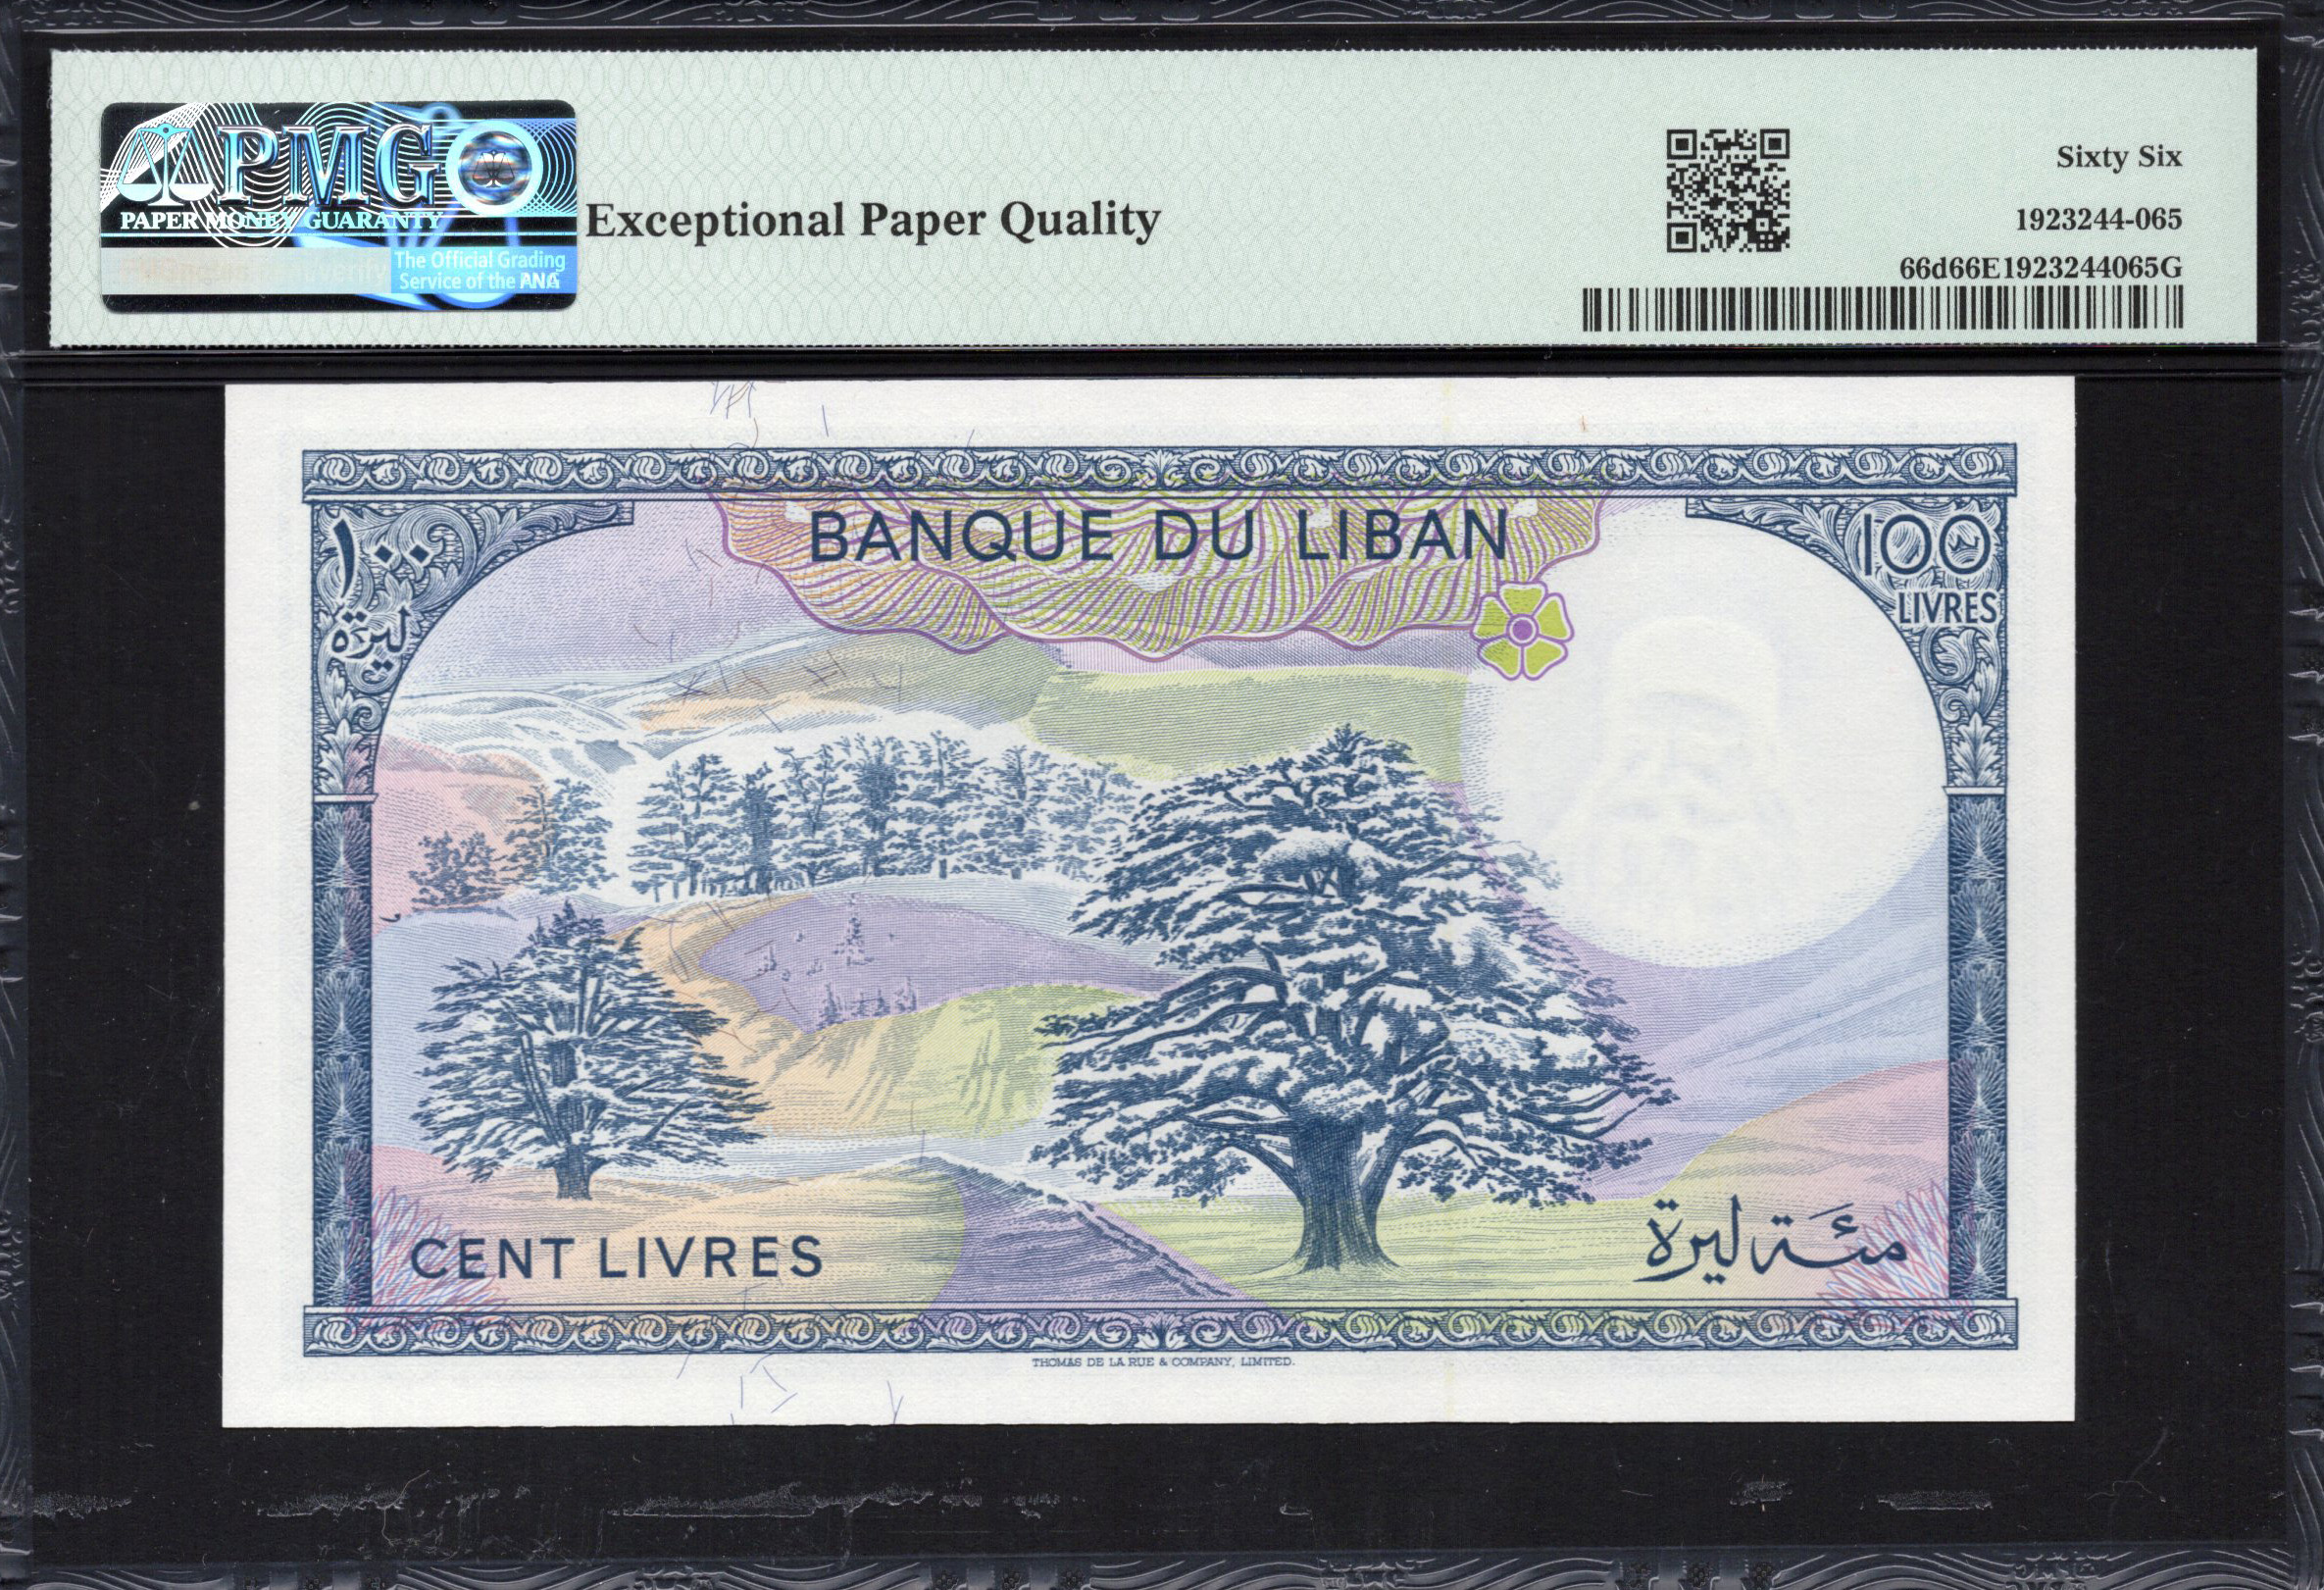 PMG
PAPER MONEY GUARANTY
The Official Grading
Service of the ANA
Exceptional Paper Quality
Sixty Six
1923244-065
66d66E1923244065G
BANQUE DU LIBAN
١٠٠
ليرة
100
LIVRES
CENT LIVRES
مئـة ليرة
THOMAS DE LA RUE & COMPANY, LIMITED.